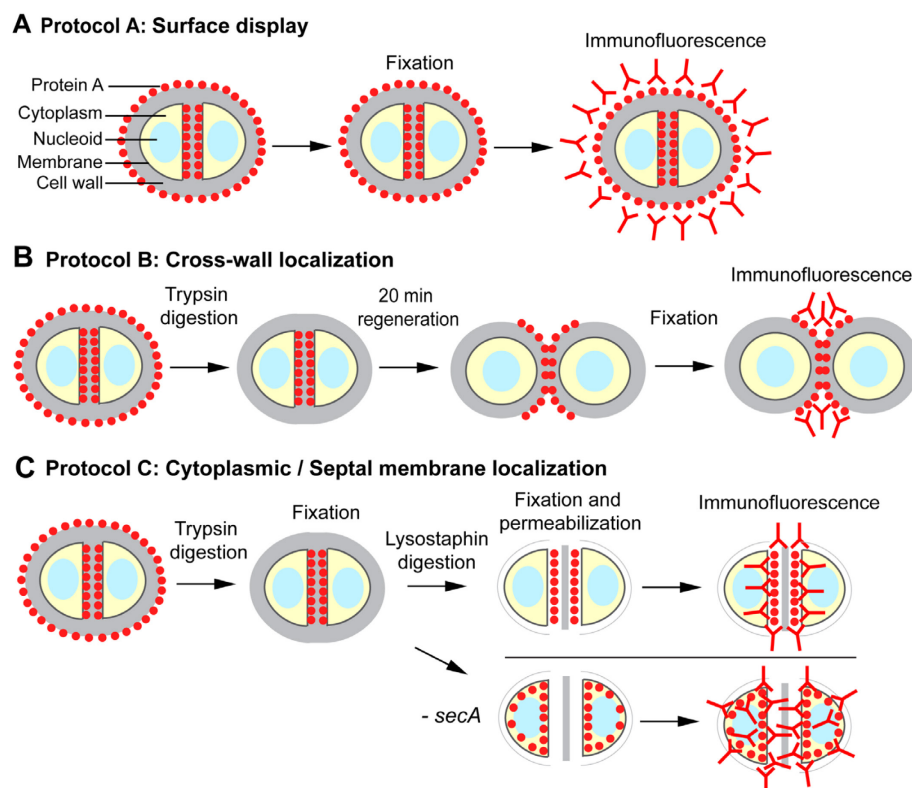 A Protocol A: Surface display
Immunofluorescence
Fixation
Protein A
Cytoplasm
Nucleoid
Membrane
Cell wall
B Protocol B: Cross-wall localization
Immunofluorescence
Trypsin
digestion
20 min
regeneration
Fixation
C Protocol C: Cytoplasmic / Septal membrane localization
Trypsin
digestion
Fixation
Lysostaphin
digestion
Fixation and
permeabilization
Immunofluorescence
- secA